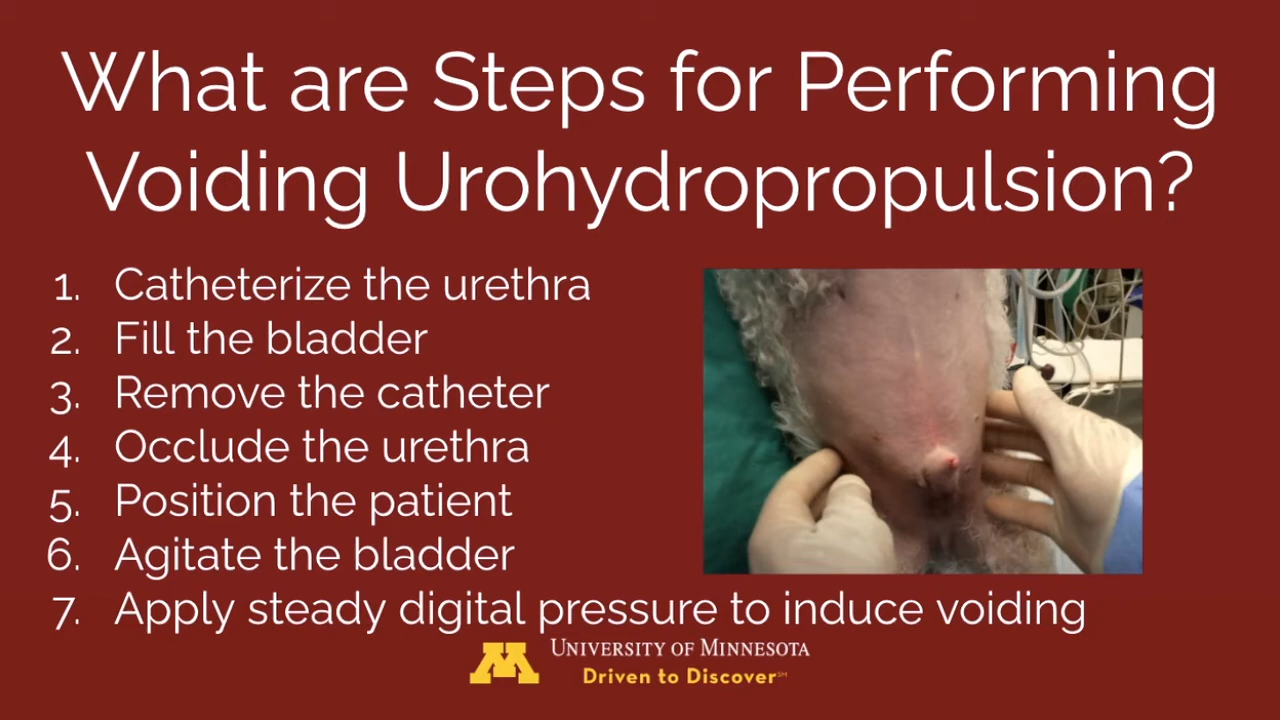 What are Steps for Performing
Voiding Urohydropropulsion?
1. Catheterize the urethra
2. Fill the bladder
3. Remove the catheter
4. Occlude the urethra
5. Position the patient
6. Agitate the bladder
7. Apply steady digital pressure to induce voiding
M
UNIVERSITY OF MINNESOTA
Driven to Discover℠